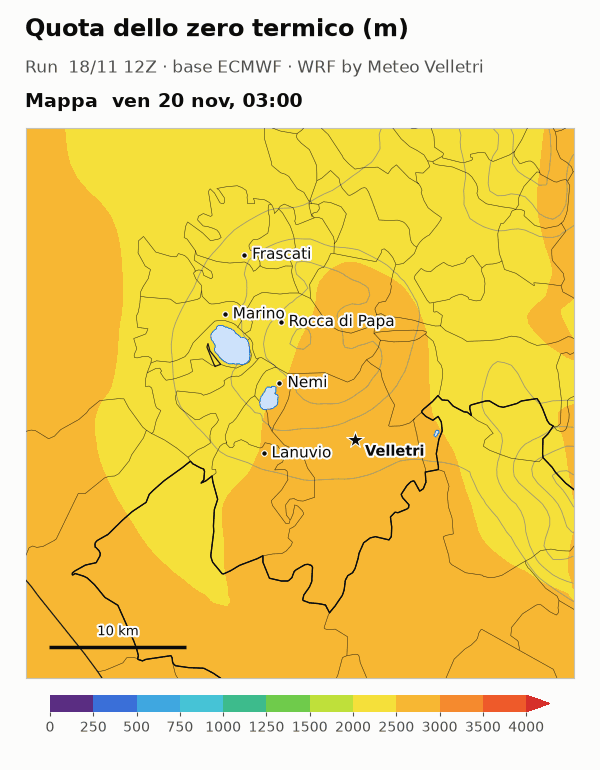 Quota dello zero termico (m)
Run  18/11 12Z · base ECMWF · WRF by Meteo Velletri
Mappa  ven 20 nov, 03:00
Frascati
Marino
Rocca di Papa
Nemi
Velletri
Lanuvio
10 km
0 250 500 750 1000 1250 1500 2000 2500 3000 3500 4000